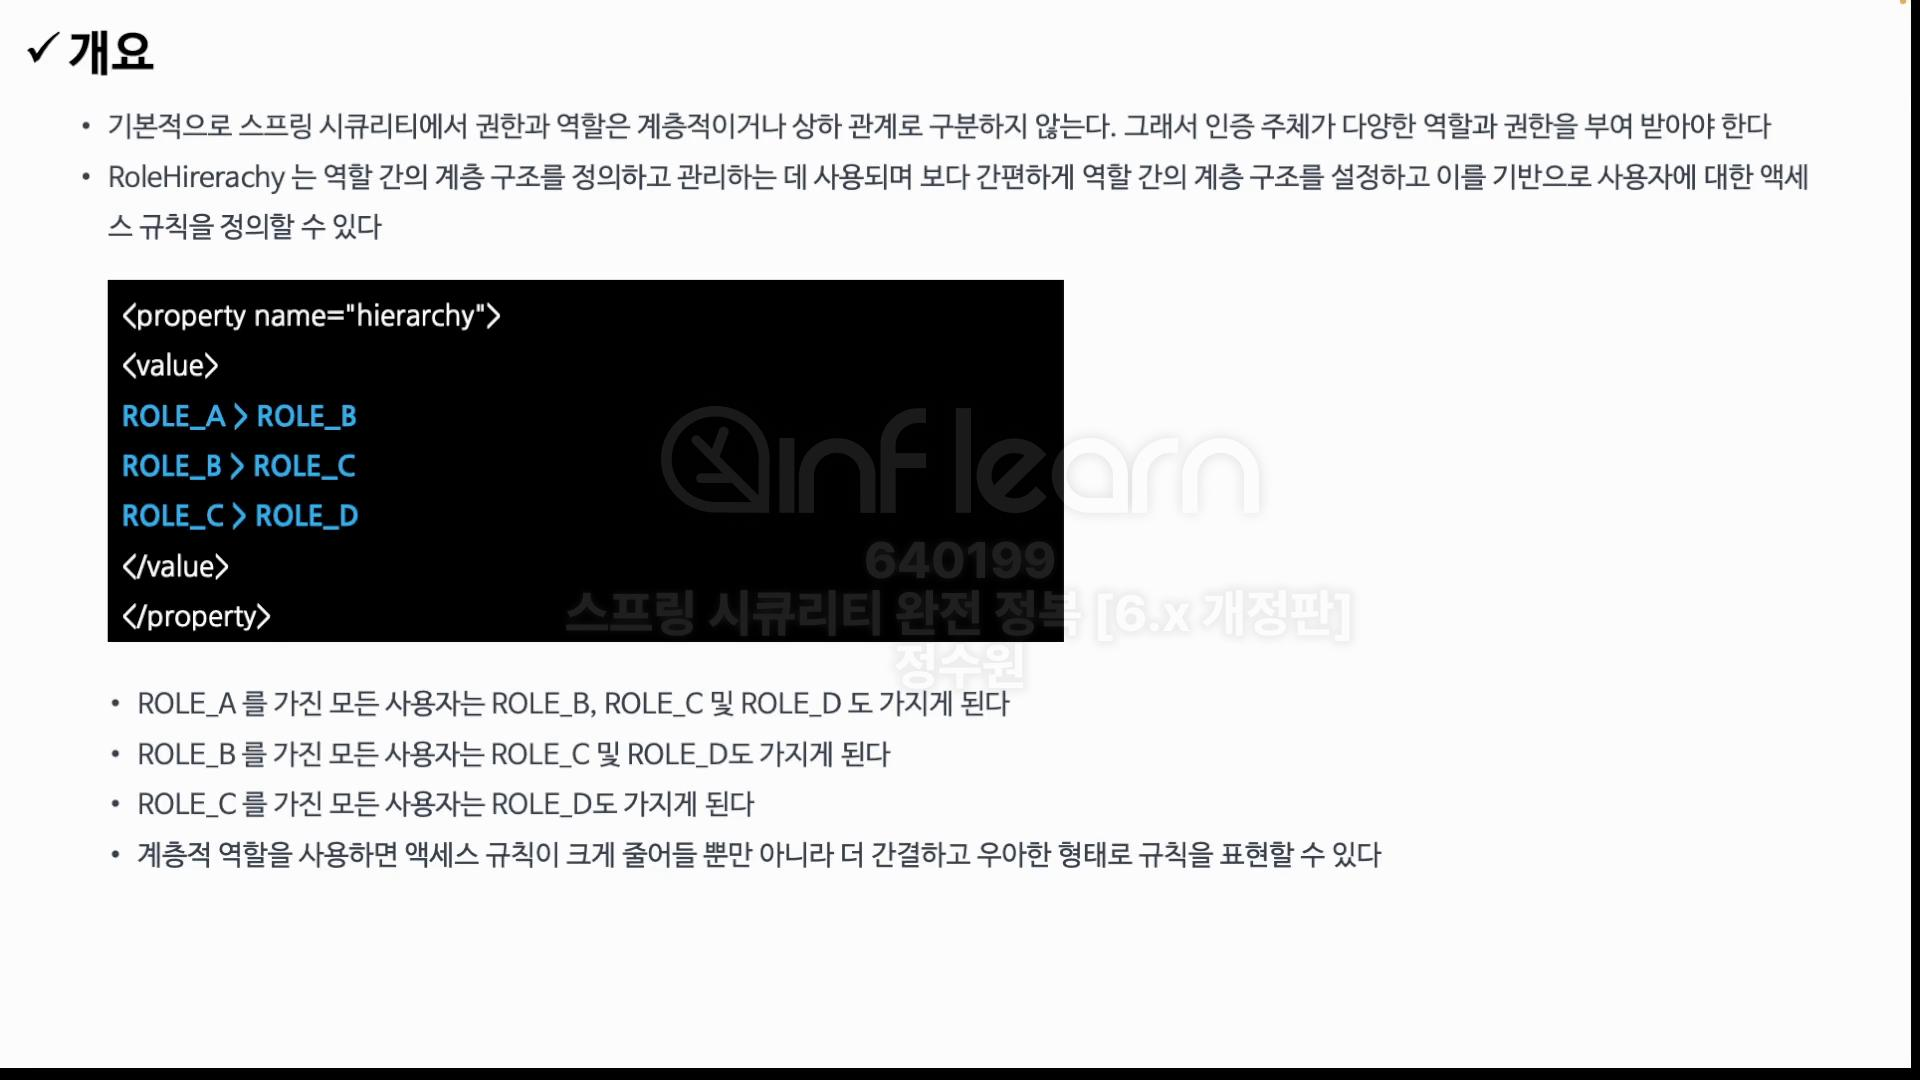 ✓ 개요
• 기본적으로 스프링 시큐리티에서 권한과 역할은 계층적이거나 상하 관계로 구분하지 않는다. 그래서 인증 주체가 다양한 역할과 권한을 부여 받아야 한다
• RoleHirerachy 는 역할 간의 계층 구조를 정의하고 관리하는 데 사용되며 보다 간편하게 역할 간의 계층 구조를 설정하고 이를 기반으로 사용자에 대한 액세
스 규칙을 정의할 수 있다
<property name="hierarchy">
<value>
ROLE_A > ROLE_B
ROLE_B > ROLE_C
ROLE_C > ROLE_D
</value>
</property>
inflearn
640199
스프링 시큐리티 완전 정복 [6.x 개정판]
정수원
• ROLE_A 를 가진 모든 사용자는 ROLE_B, ROLE_C 및 ROLE_D 도 가지게 된다
• ROLE_B 를 가진 모든 사용자는 ROLE_C 및 ROLE_D도 가지게 된다
• ROLE_C 를 가진 모든 사용자는 ROLE_D도 가지게 된다
• 계층적 역할을 사용하면 액세스 규칙이 크게 줄어들 뿐만 아니라 더 간결하고 우아한 형태로 규칙을 표현할 수 있다